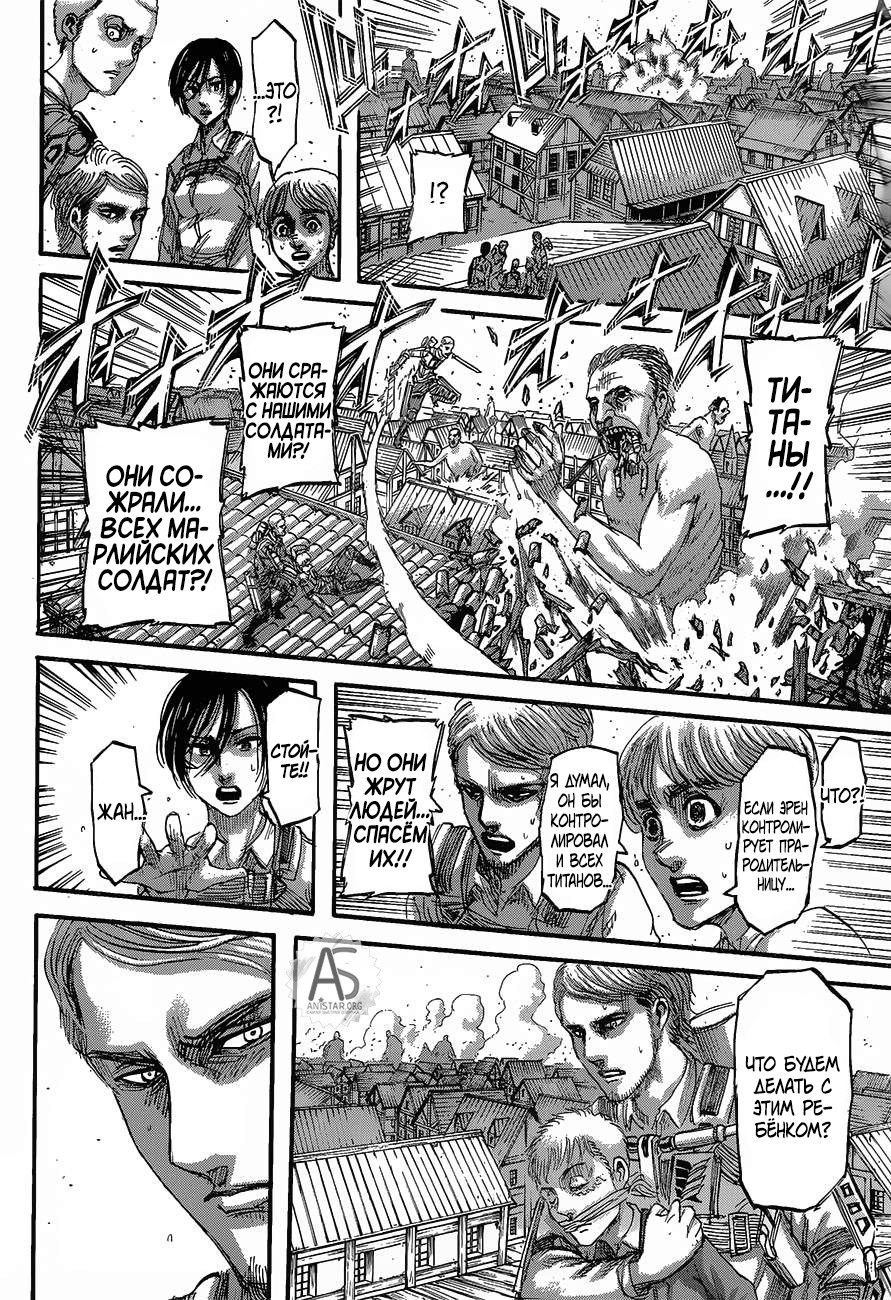 !?
...ЭТО
?!
ТИ-
ТА-
НЫ
...!!
ОНИ СРА-
ЖАЮТСЯ
С НАШИМИ
СОЛДАТА-
МИ?!
ОНИ СО-
ЖРАЛИ...
ВСЕХ МА-
РЛИЙСКИХ
СОЛДАТ?!
ЧТО?!
ЕСЛИ ЭРЕН
КОНТРОЛИ-
РУЕТ ПРА-
РОДИТЕЛЬ-
НИЦУ...
Я ДУМАЛ,
ОН БЫ
КОНТРО-
ЛИРОВАЛ
И ВСЕХ
ТИТАНОВ...
НО ОНИ
ЖРУТ
ЛЮДЕЙ...
СПАСЁМ
ИХ!!
СТОЙ-
ТЕ!!
ЖАН...
ЧТО БУДЕМ
ДЕЛАТЬ С
ЭТИМ РЕ-
БЁНКОМ?
AS
ANISTAR.ORG